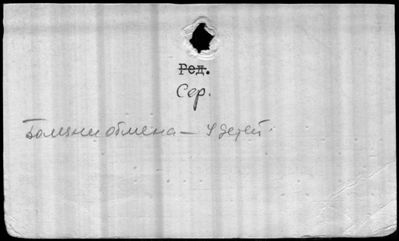 Ред.
Сер.
Болезни обмена – у детей